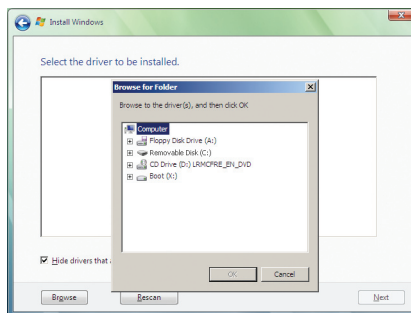 Install Windows
Select the driver to be installed.
Browse for Folder
Browse to the driver(s), and then click OK
Computer
Floppy Disk Drive (A:)
Removable Disk (C:)
CD Drive (D:) LRMCFRE_EN_DVD
Boot (X:)
Hide drivers that
OK
Cancel
Browse
Rescan
Next